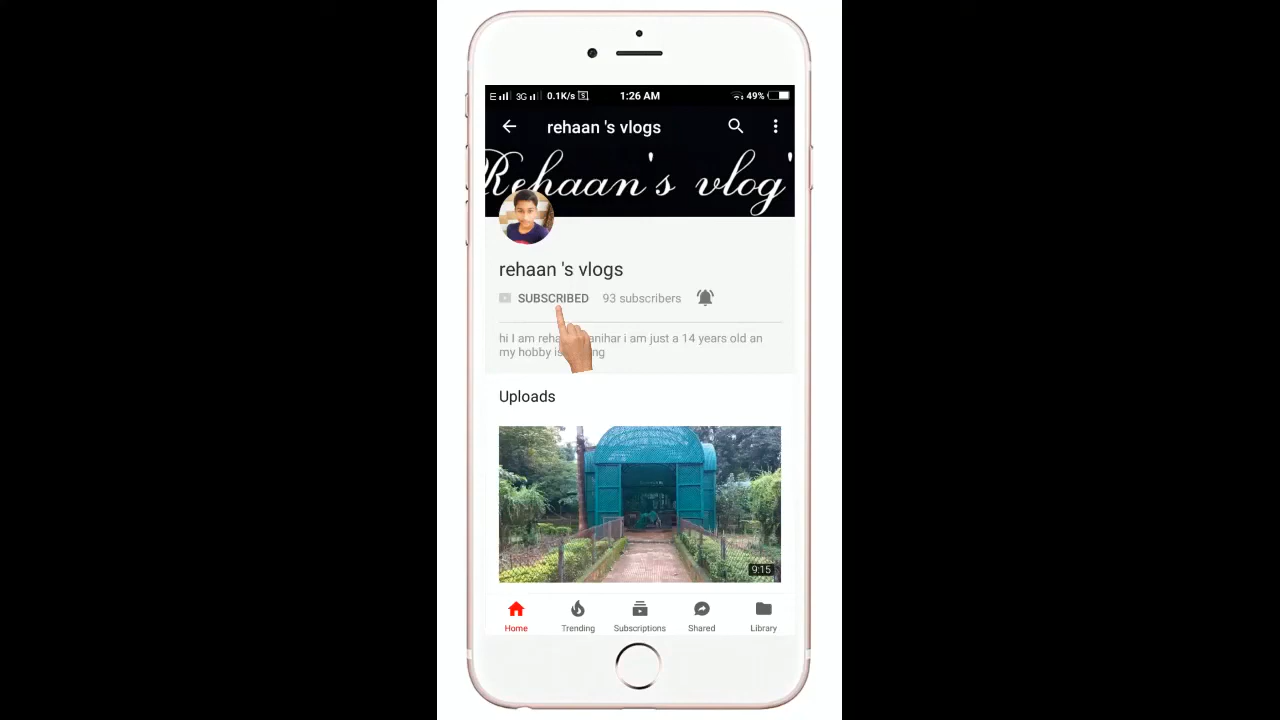 E 3G 0.1K/s S 1:26 AM 49%
rehaan 's vlogs
Rehaan's vlog'
rehaan 's vlogs
SUBSCRIBED 93 subscribers
hi I am reha anihar i am just a 14 years old an
my hobby is ng
Uploads
9:15
Home Trending Subscriptions Shared Library